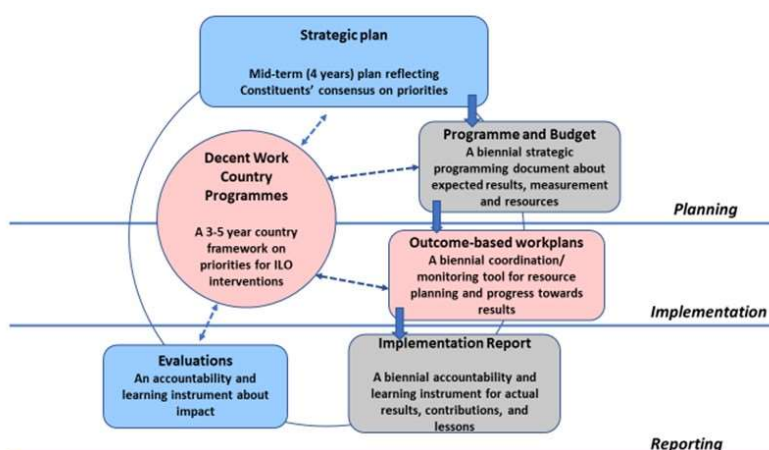 Strategic plan
Mid-term (4 years) plan reflecting
Constituents' consensus on priorities
Programme and Budget
A biennial strategic
programming document about
expected results, measurement
and resources
Decent Work
Country
Programmes
A 3-5 year country
framework on
priorities for ILO
interventions
Planning
Outcome-based workplans
A biennial coordination/
monitoring tool for resource
planning and progress towards
results
Implementation
Evaluations
An accountability and
learning instrument about
impact
Implementation Report
A biennial accountability and
learning instrument for actual
results, contributions, and
lessons
Reporting